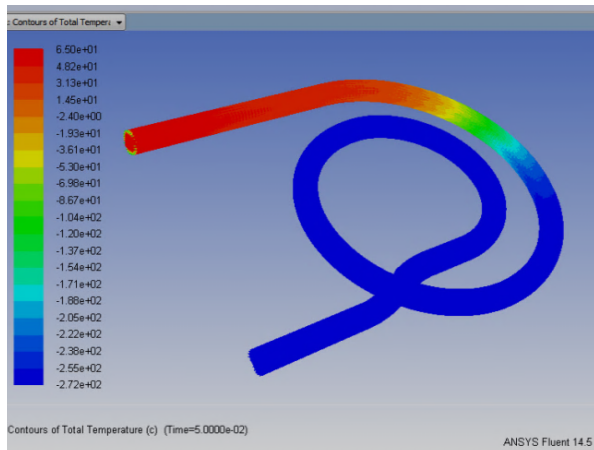 : Contours of Total Tempera
6.50e+01
4.82e+01
3.13e+01
1.45e+01
-2.40e+00
-1.93e+01
-3.61e+01
-5.30e+01
-6.98e+01
-8.67e+01
-1.04e+02
-1.20e+02
-1.37e+02
-1.54e+02
-1.71e+02
-1.88e+02
-2.05e+02
-2.22e+02
-2.38e+02
-2.55e+02
-2.72e+02
Contours of Total Temperature (c) (Time=5.0000e-02)
ANSYS Fluent 14.5